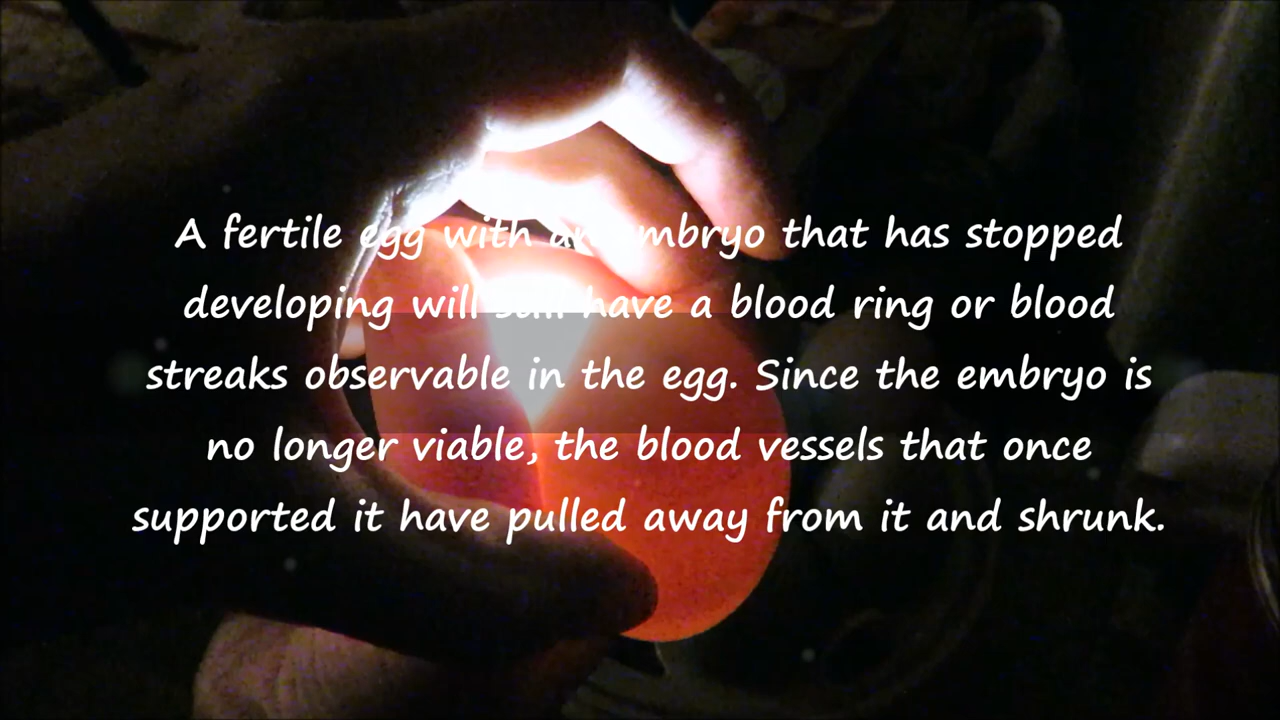 A fertile egg with an embryo that has stopped
developing will still have a blood ring or blood
streaks observable in the egg. Since the embryo is
no longer viable, the blood vessels that once
supported it have pulled away from it and shrunk.